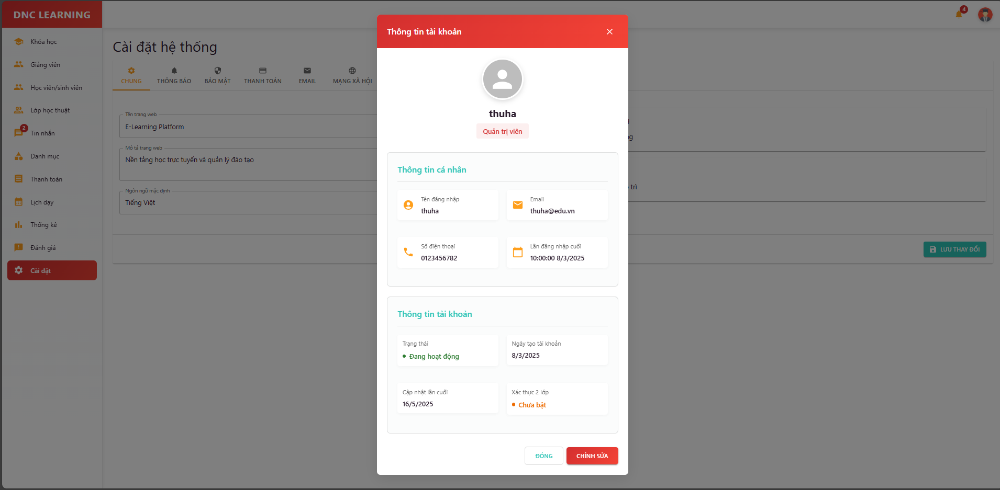 DNC LEARNING
4
Khóa học
Giảng viên
Học viên/sinh viên
Lớp học thuật
2
Tin nhắn
Danh mục
Thanh toán
Lịch dạy
Thống kê
Đánh giá
Cài đặt
Cài đặt hệ thống
CHUNG
THÔNG BÁO
BẢO MẬT
THANH TOÁN
EMAIL
MẠNG XÃ HỘI
Tên trang web
E-Learning Platform
Mô tả trang web
Nền tảng học trực tuyến và quản lý đào tạo
Ngôn ngữ mặc định
Tiếng Việt
trì
LƯU THAY ĐỔI
Thông tin tài khoản
thuha
Quản trị viên
Thông tin cá nhân
Tên đăng nhập
thuha
Email
thuha@edu.vn
Số điện thoại
0123456782
Lần đăng nhập cuối
10:00:00 8/3/2025
Thông tin tài khoản
Trạng thái
Đang hoạt động
Ngày tạo tài khoản
8/3/2025
Cập nhật lần cuối
16/5/2025
Xác thực 2 lớp
Chưa bật
ĐÓNG
CHỈNH SỬA